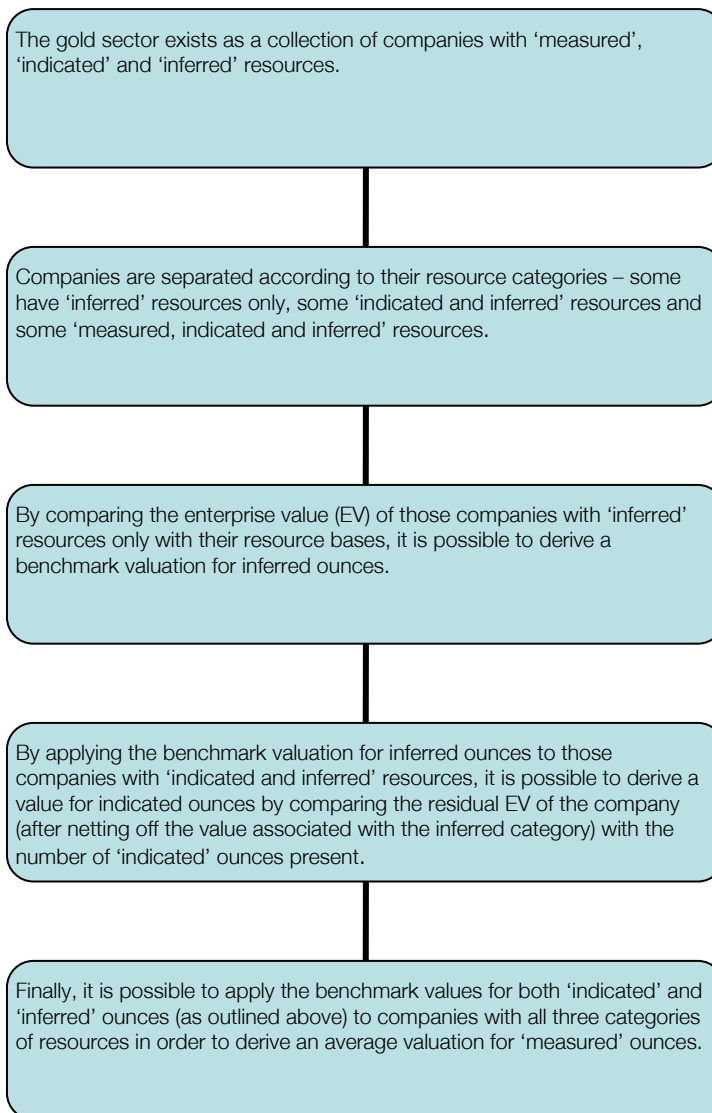 The gold sector exists as a collection of companies with ‘measured’,
‘indicated’ and ‘inferred’ resources.
Companies are separated according to their resource categories – some
have ‘inferred’ resources only, some ‘indicated and inferred’ resources and
some ‘measured, indicated and inferred’ resources.
By comparing the enterprise value (EV) of those companies with ‘inferred’
resources only with their resource bases, it is possible to derive a
benchmark valuation for inferred ounces.
By applying the benchmark valuation for inferred ounces to those
companies with ‘indicated and inferred’ resources, it is possible to derive a
value for indicated ounces by comparing the residual EV of the company
(after netting off the value associated with the inferred category) with the
number of ‘indicated’ ounces present.
Finally, it is possible to apply the benchmark values for both ‘indicated’ and
‘inferred’ ounces (as outlined above) to companies with all three categories
of resources in order to derive an average valuation for ‘measured’ ounces.